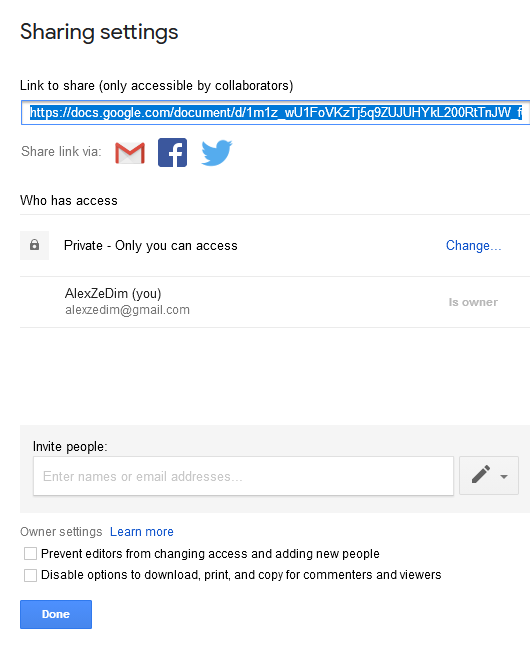 Sharing settings
Link to share (only accessible by collaborators)
https://docs.google.com/document/d/1m1z_wU1FoVKzTj5q9ZUJUHYkL200RtTnJW_f
Share link via:
Who has access
Private - Only you can access Change...
AlexZeDim (you)
alexzedim@gmail.com Is owner
Invite people:
Enter names or email addresses...
Owner settings Learn more
Prevent editors from changing access and adding new people
Disable options to download, print, and copy for commenters and viewers
Done